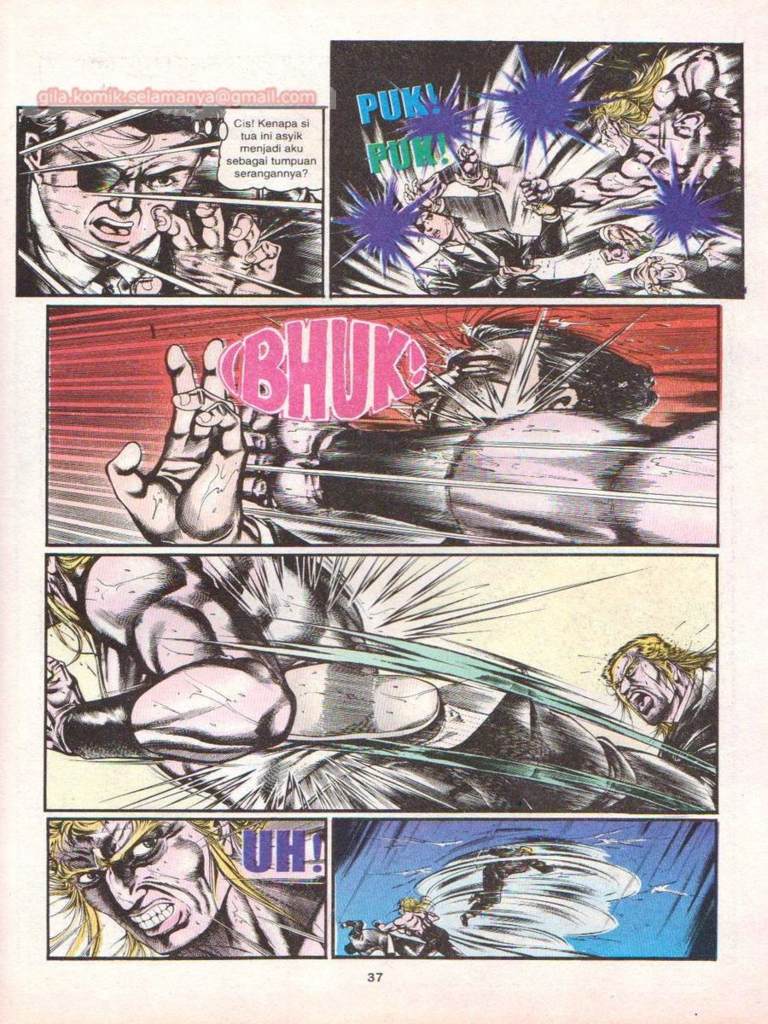 gila.komik.selamanya@gmail.com
Cis! Kenapa si
tua ini asyik
menjadi aku
sebagai tumpuan
serangannya?
PUK!
PUK!
BHUK!
UH!
37